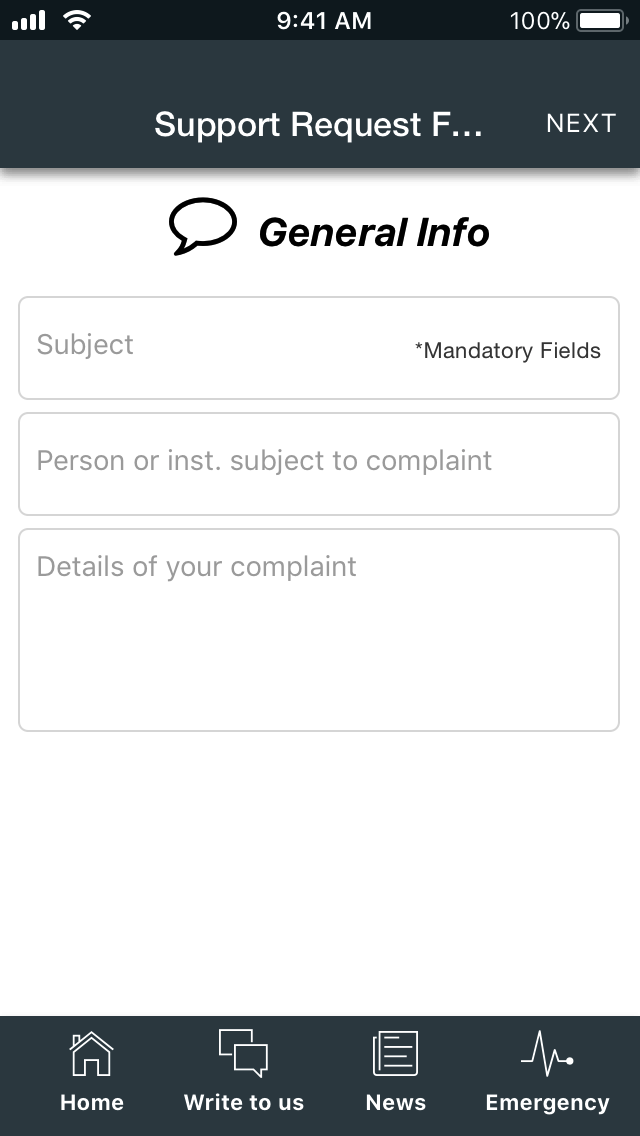 9:41 AM 100%
Support Request F... NEXT
General Info
Subject *Mandatory Fields
Person or inst. subject to complaint
Details of your complaint
Home Write to us News Emergency